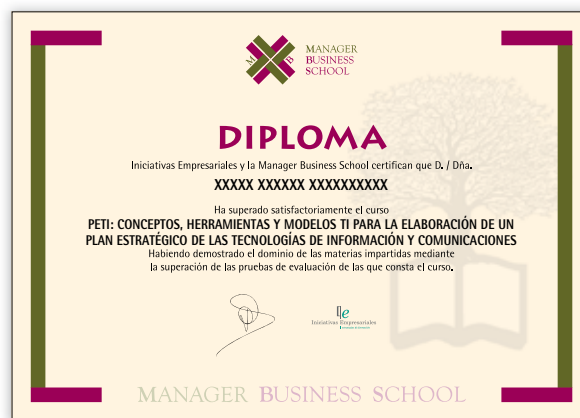 M B
MANAGER
BUSINESS
SCHOOL
DIPLOMA
Iniciativas Empresariales y la Manager Business School certifican que D. / Dña.
XXXXX XXXXXX XXXXXXXXXX
Ha superado satisfactoriamente el curso
PETI: CONCEPTOS, HERRAMIENTAS Y MODELOS TI PARA LA ELABORACIÓN DE UN
PLAN ESTRATÉGICO DE LAS TECNOLOGÍAS DE INFORMACIÓN Y COMUNICACIONES
Habiendo demostrado el dominio de las materias impartidas mediante
la superación de las pruebas de evaluación de las que consta el curso.
Iniciativas Empresariales
MANAGER BUSINESS SCHOOL